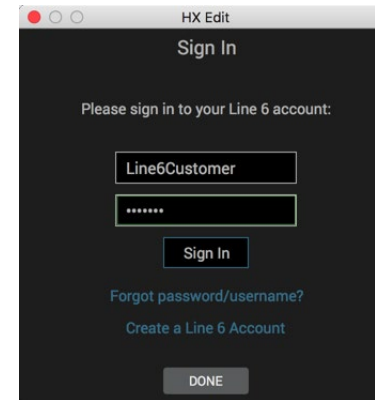 HX Edit
Sign In
Please sign in to your Line 6 account:
Line6Customer
•••••••
Sign In
Forgot password/username?
Create a Line 6 Account
DONE